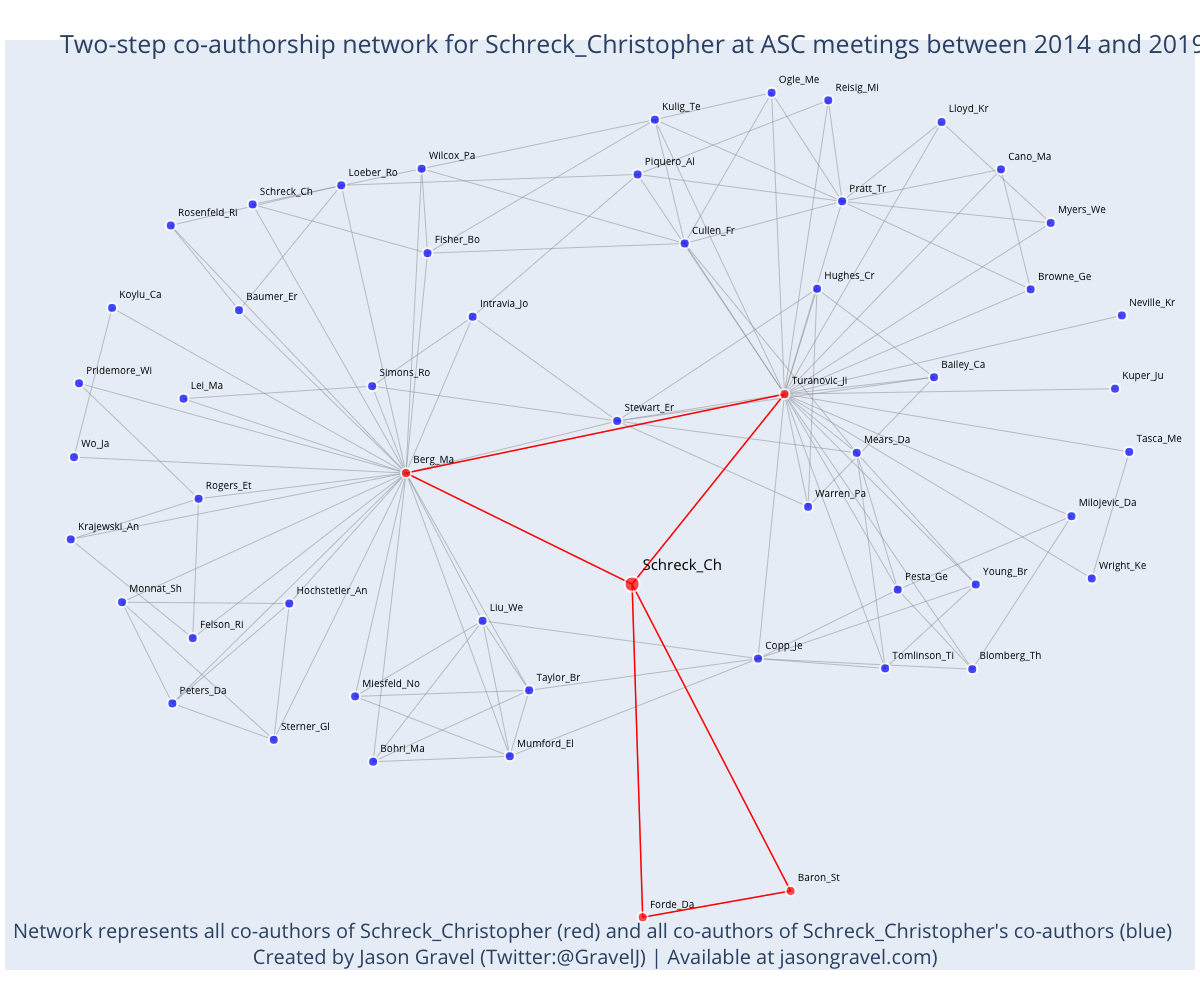 Two-step co-authorship network for Schreck_Christopher at ASC meetings between 2014 and 2019
Ogle_Me
Reisig_Mi
Kulig_Te
Lloyd_Kr
Wilcox_Pa
Piquero_Al
Cano_Ma
Loeber_Ro
Schreck_Ch
Pratt_Tr
Rosenfeld_Ri
Myers_We
Cullen_Fr
Fisher_Bo
Hughes_Cr
Browne_Ge
Koylu_Ca
Baumer_Er
Intravia_Jo
Neville_Kr
Bailey_Ca
Simons_Ro
Pridemore_Wi
Lei_Ma
Turanovic_Ji
Kuper_Ju
Stewart_Er
Wo_Ja
Mears_Da
Tasca_Me
Berg_Ma
Rogers_Et
Warren_Pa
Milojevic_Da
Krajewski_An
Schreck_Ch
Wright_Ke
Monnat_Sh
Hochstetler_An
Pesta_Ge
Young_Br
Liu_We
Felson_Ri
Copp_Je
Tomlinson_Ti
Blomberg_Th
Peters_Da
Miesfeld_No
Taylor_Br
Sterner_Gl
Bohri_Ma
Mumford_El
Baron_St
Forde_Da
Network represents all co-authors of Schreck_Christopher (red) and all co-authors of Schreck_Christopher's co-authors (blue)
Created by Jason Gravel (Twitter:@GravelJ) | Available at jasongravel.com)